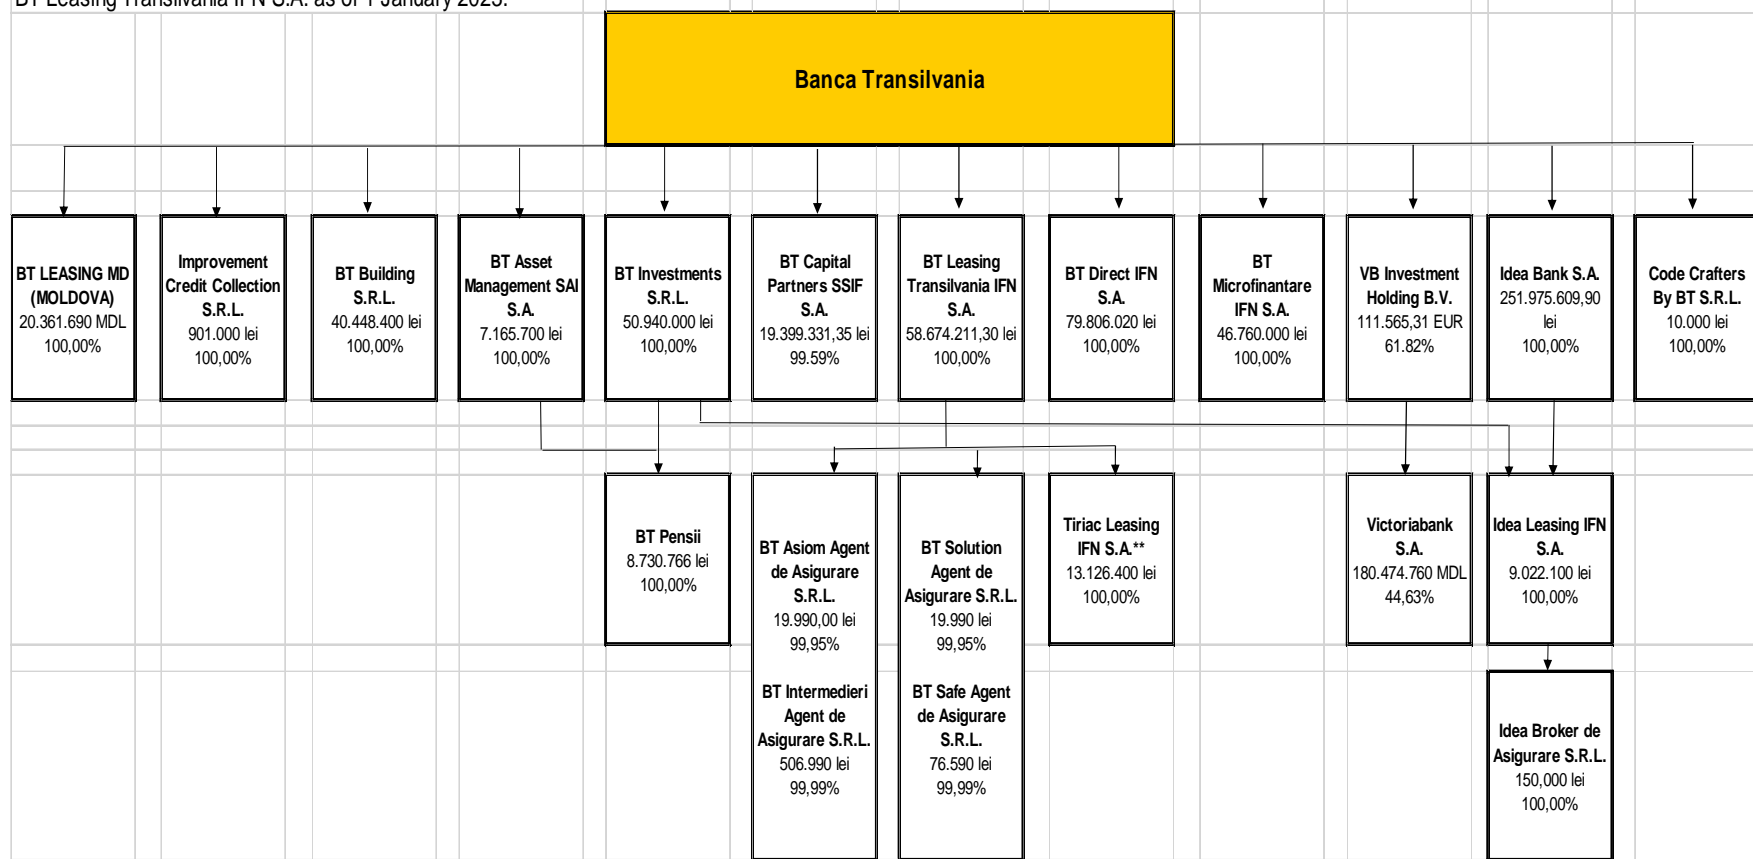 BT Leasing Transilvania IFN S.A. as of 1 January 2023.
Banca Transilvania
BT LEASING MD
(MOLDOVA)
20.361.690 MDL
100,00%
Improvement
Credit Collection
S.R.L.
901.000 lei
100,00%
BT Building
S.R.L.
40.448.400 lei
100,00%
BT Asset
Management SAI
S.A.
7.165.700 lei
100,00%
BT Investments
S.R.L.
50.940.000 lei
100,00%
BT Capital
Partners SSIF
S.A.
19.399.331,35 lei
99.59%
BT Leasing
Transilvania IFN
S.A.
58.674.211,30 lei
100,00%
BT Direct IFN
S.A.
79.806.020 lei
100,00%
BT
Microfinantare
IFN S.A.
46.760.000 lei
100,00%
VB Investment
Holding B.V.
111.565,31 EUR
61.82%
Idea Bank S.A.
251.975.609,90
lei
100,00%
Code Crafters
By BT S.R.L.
10.000 lei
100,00%
BT Pensii
8.730.766 lei
100,00%
BT Asiom Agent
de Asigurare
S.R.L.
19.990,00 lei
99,95%
BT Intermedieri
Agent de
Asigurare S.R.L.
506.990 lei
99,99%
BT Solution
Agent de
Asigurare S.R.L.
19.990 lei
99,95%
BT Safe Agent
de Asigurare
S.R.L.
76.590 lei
99,99%
Tiriac Leasing
IFN S.A.**
13.126.400 lei
100,00%
Victoriabank
S.A.
180.474.760 MDL
44,63%
Idea Leasing IFN
S.A.
9.022.100 lei
100,00%
Idea Broker de
Asigurare S.R.L.
150,000 lei
100,00%